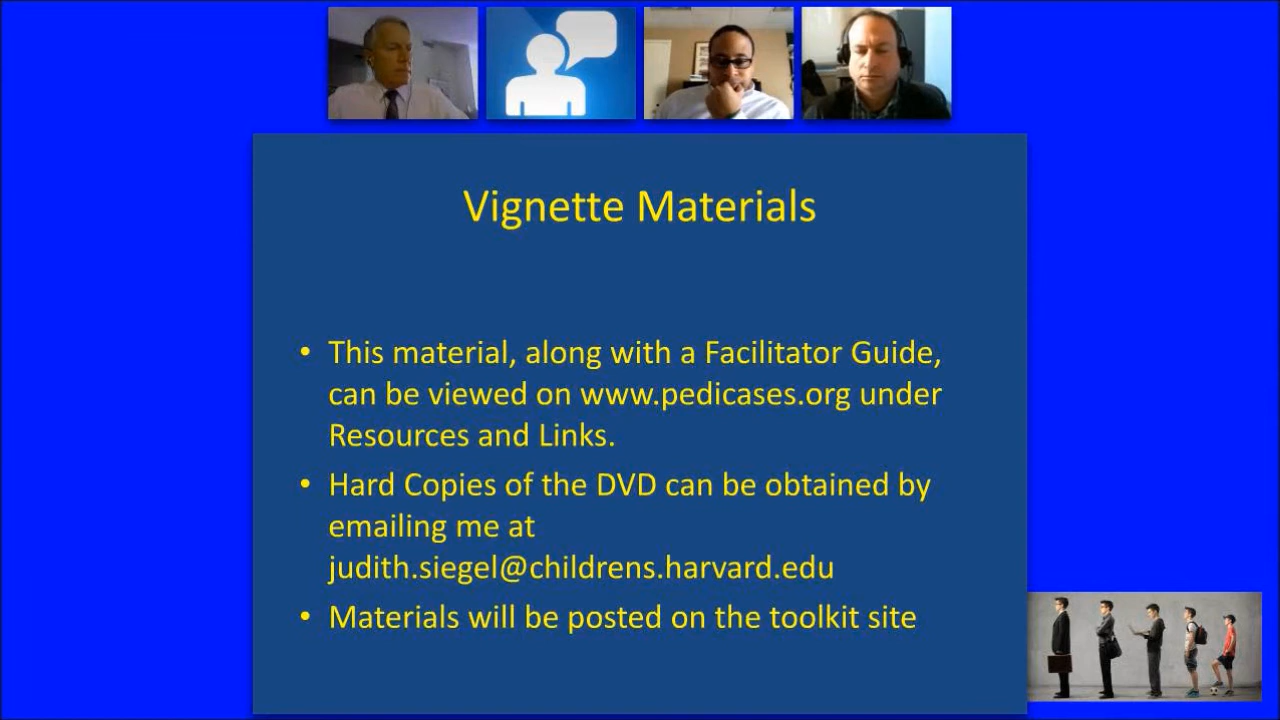 Vignette Materials
• This material, along with a Facilitator Guide,
can be viewed on www.pedicases.org under
Resources and Links.
• Hard Copies of the DVD can be obtained by
emailing me at
judith.siegel@childrens.harvard.edu
• Materials will be posted on the toolkit site